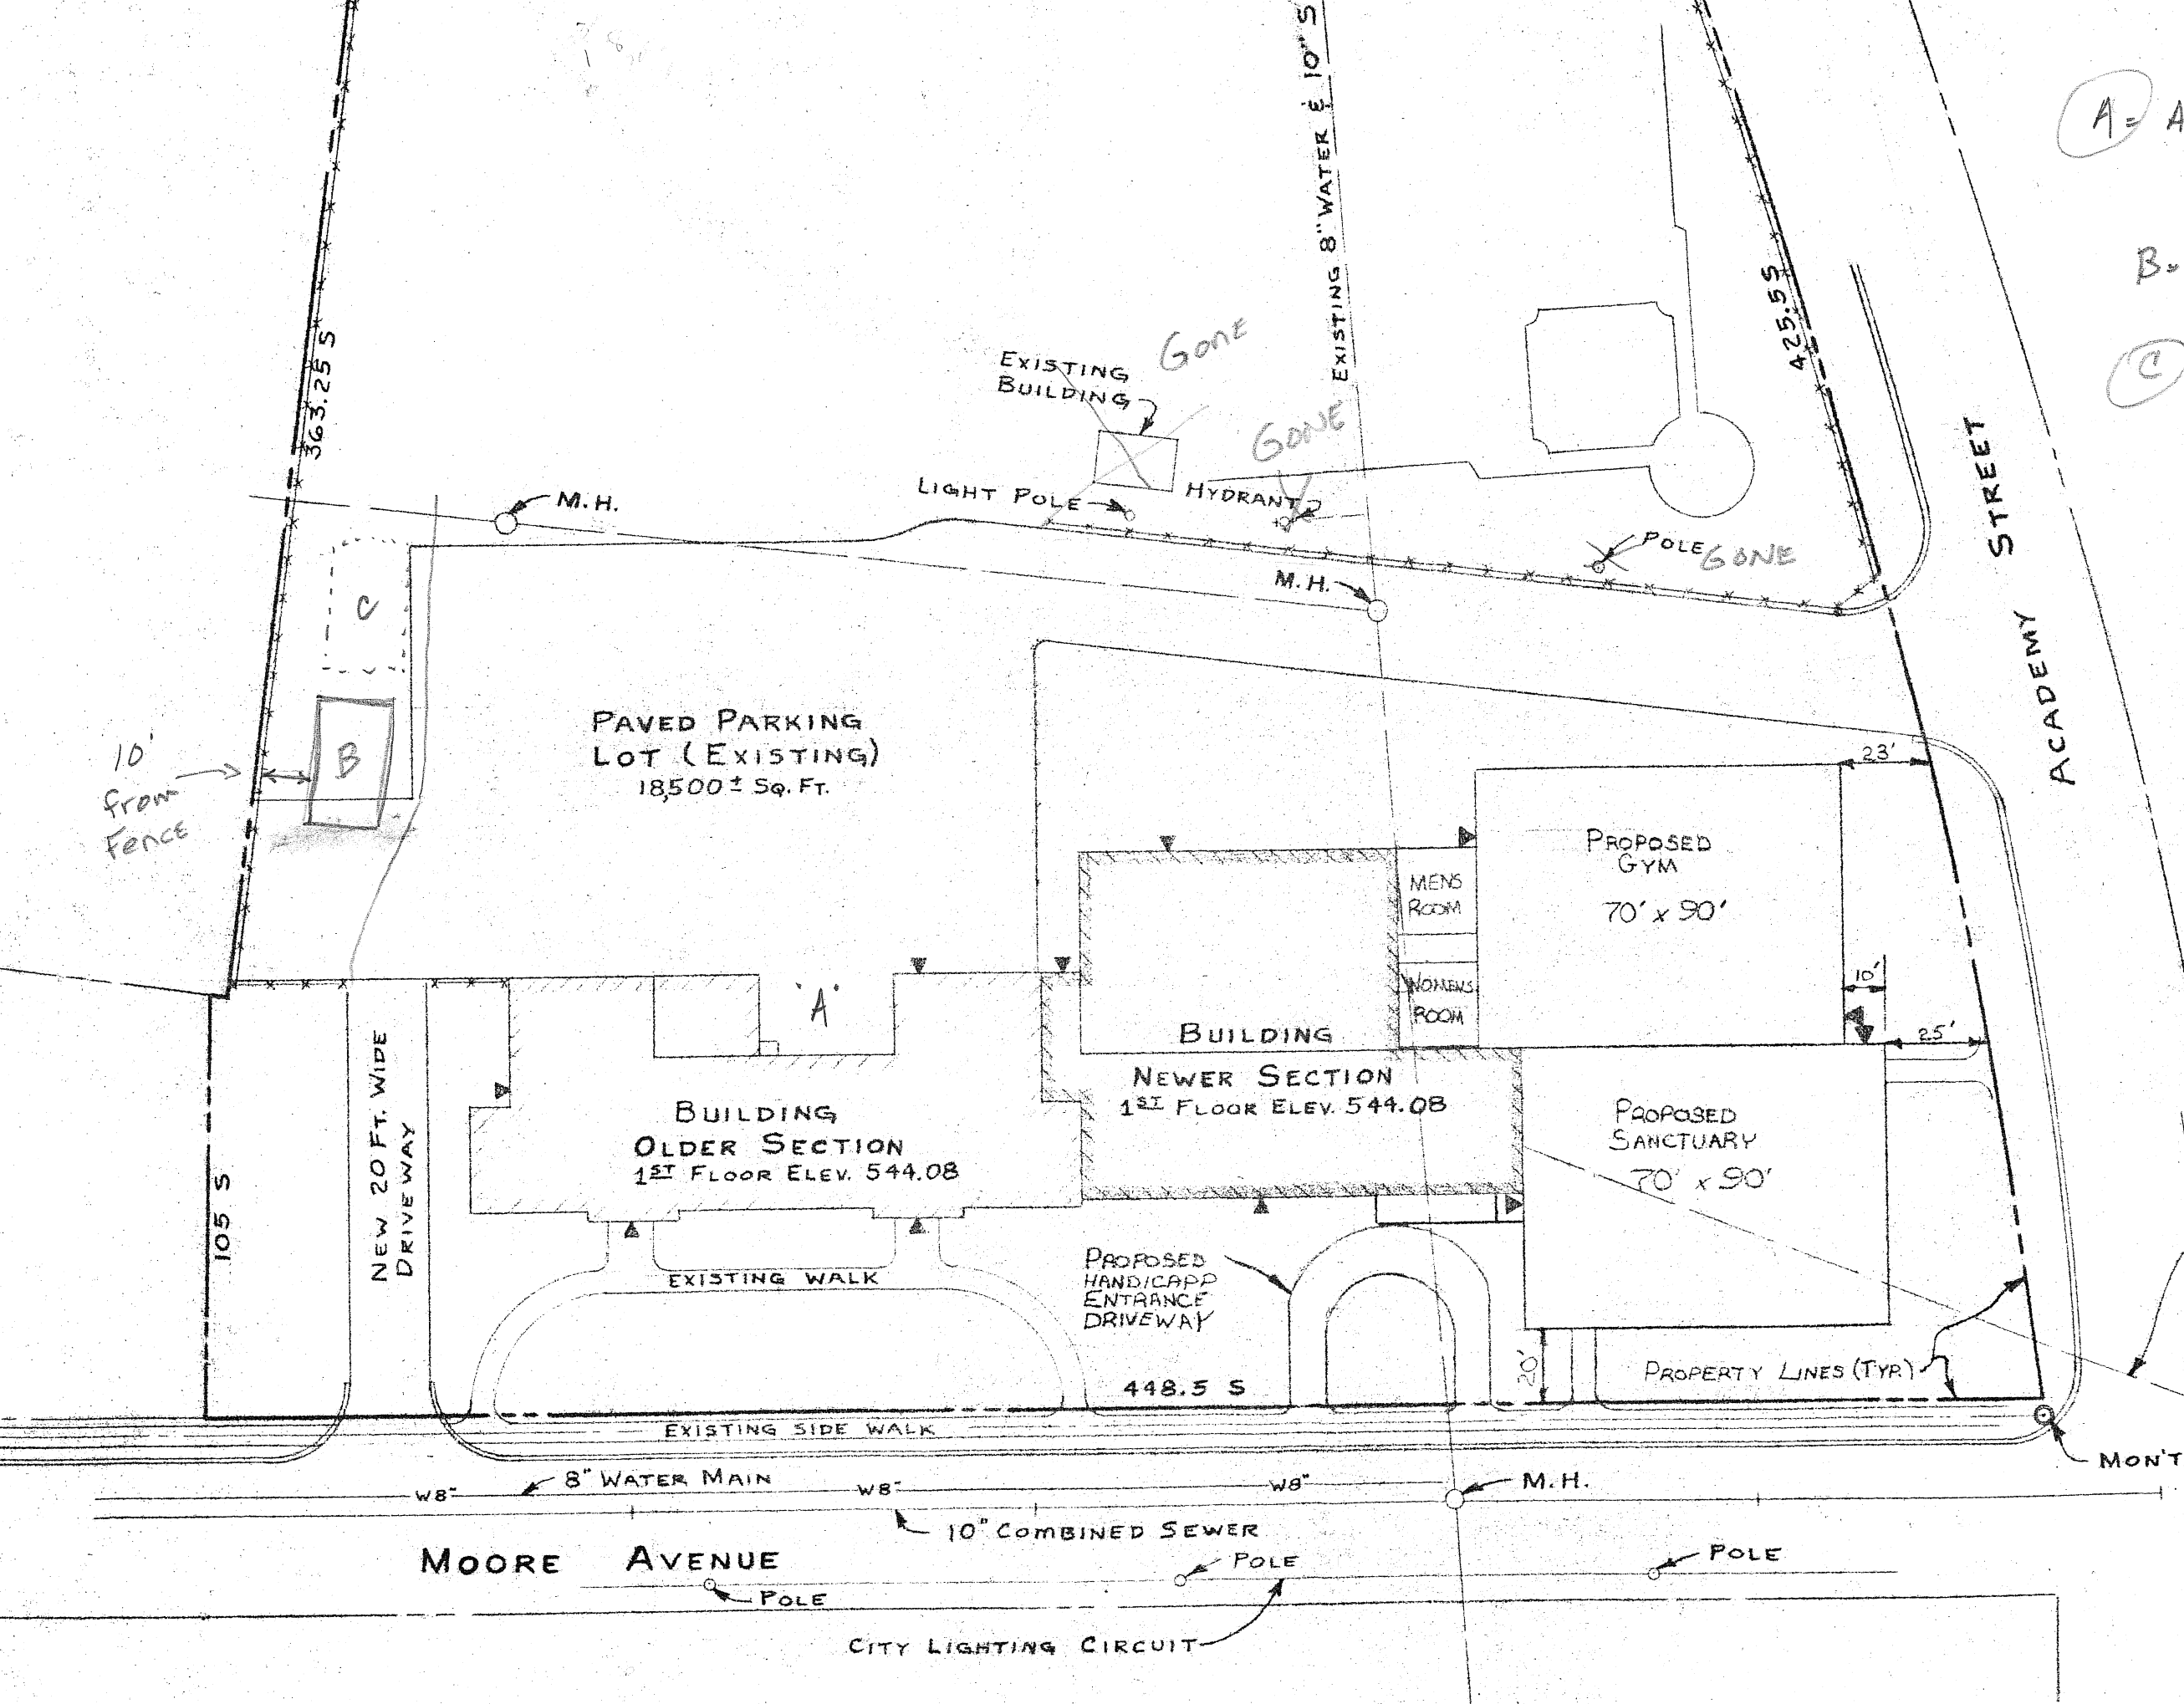 EXISTING 8" WATER & 10" S
A = A
B =
C
363.25 S
425.5 S
EXISTING
BUILDING
Gone
GONE
LIGHT POLE
HYDRANT
POLE
GONE
M.H.
M.H.
ACADEMY STREET
C
B
10'
from
Fence
PAVED PARKING
LOT (EXISTING)
18,500 ± SQ. FT.
23'
PROPOSED
GYM
70' x 90'
MENS
ROOM
WOMENS
ROOM
10'
25'
"A"
BUILDING
NEWER SECTION
1ST FLOOR ELEV. 544.08
BUILDING
OLDER SECTION
1ST FLOOR ELEV. 544.08
PROPOSED
SANCTUARY
70' x 90'
105 S
NEW 20 FT. WIDE
DRIVEWAY
EXISTING WALK
PROPOSED
HANDICAPP
ENTRANCE
DRIVEWAY
20'
PROPERTY LINES (TYP.)
448.5 S
EXISTING SIDE WALK
MON'T
8" WATER MAIN
W8"
W8"
W8"
M.H.
10" COMBINED SEWER
MOORE AVENUE
POLE
POLE
POLE
CITY LIGHTING CIRCUIT